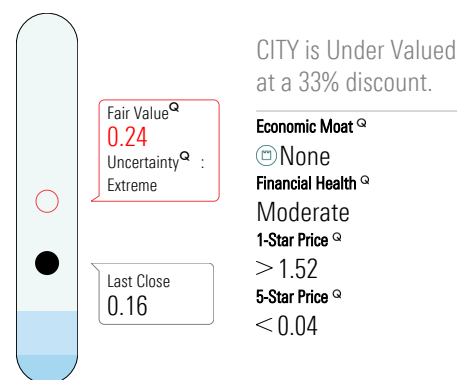 CITY is Under Valued
at a 33% discount.
Fair Value Q
0.24
Uncertainty Q :
Extreme
Last Close
0.16
Economic Moat Q
None
Financial Health Q
Moderate
1-Star Price Q
> 1.52
5-Star Price Q
< 0.04